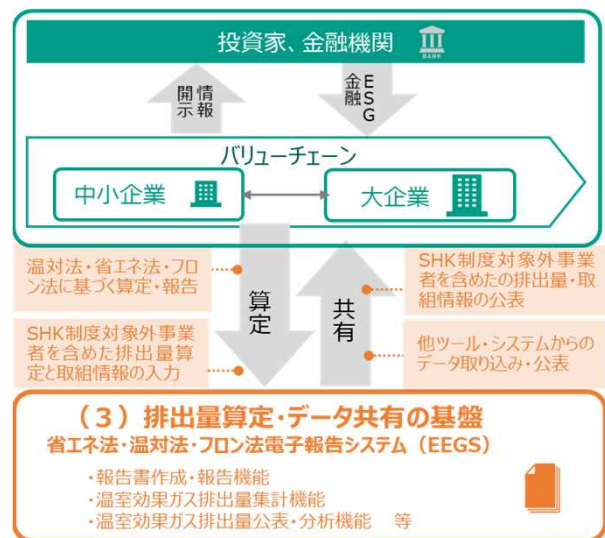 投資家、金融機関
BANK
情報
開示
ESG
金融
バリューチェーン
中小企業
大企業
温対法・省エネ法・フロ
ン法に基づく算定・報告
SHK制度対象外事業
者を含めた排出量算
定と取組情報の入力
算定
共有
SHK制度対象外事業
者を含めたの排出量・取
組情報の公表
他ツール・システムからの
データ取り込み・公表
（３）排出量算定・データ共有の基盤
省エネ法・温対法・フロン法電子報告システム（EEGS）
・報告書作成・報告機能
・温室効果ガス排出量集計機能
・温室効果ガス排出量公表・分析機能　等